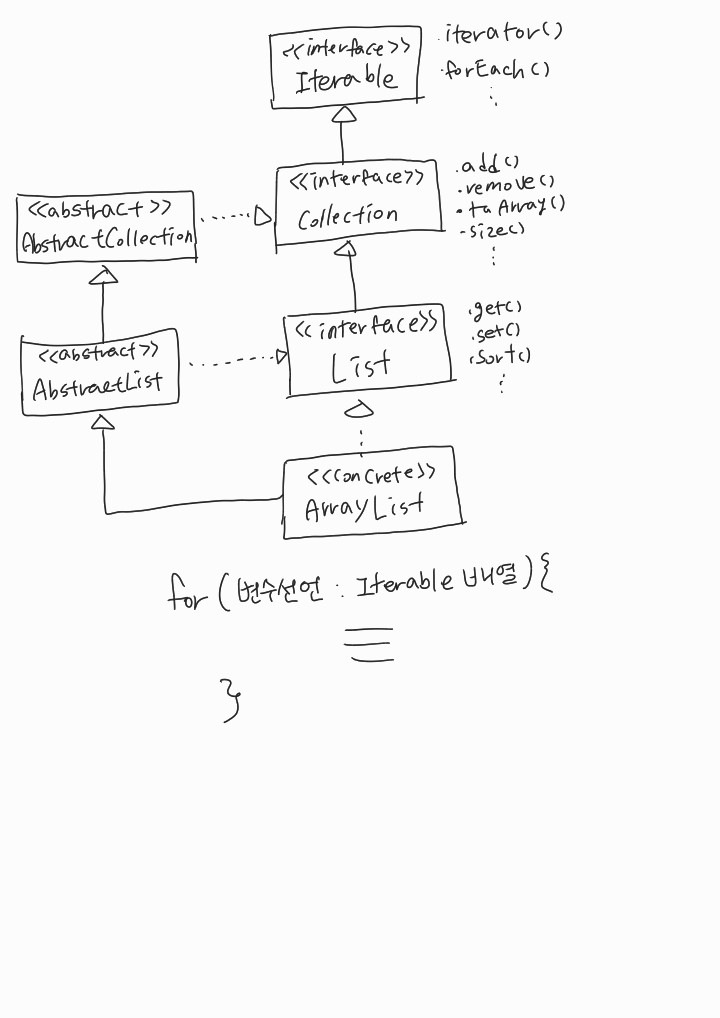 <<interface>>
Iterable
.iterator()
.forEach()
<<interface>>
Collection
.add()
.remove()
.toArray()
-size()
<<abstract>>
AbstractCollection
<<interface>>
List
.get()
.set()
.sort()
<<abstract>>
AbstractList
<<concrete>>
ArrayList
for (변수선언 : Iterable 배열){
}